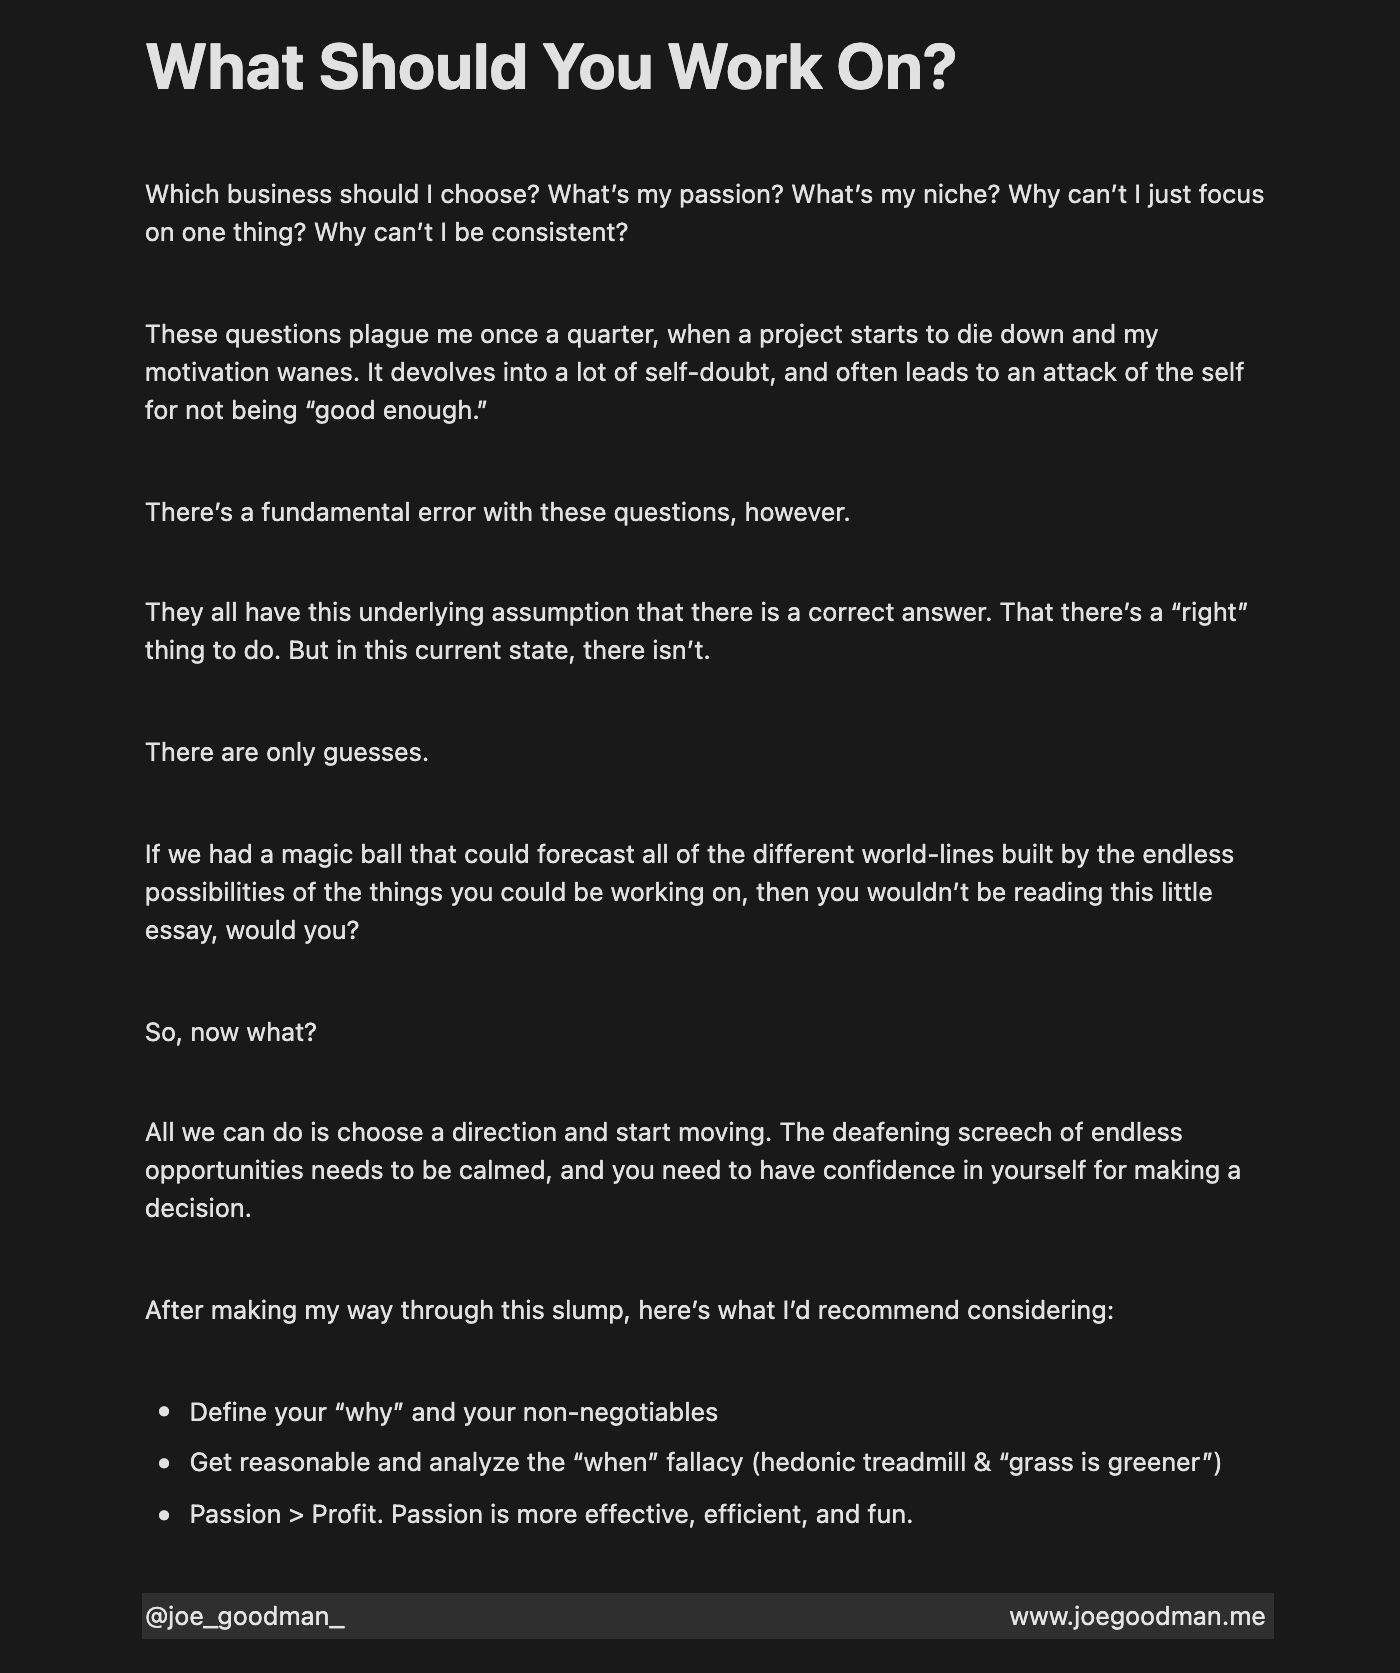 What Should You Work On?
Which business should I choose? What’s my passion? What’s my niche? Why can’t I just focus
on one thing? Why can’t I be consistent?
These questions plague me once a quarter, when a project starts to die down and my
motivation wanes. It devolves into a lot of self-doubt, and often leads to an attack of the self
for not being “good enough.”
There’s a fundamental error with these questions, however.
They all have this underlying assumption that there is a correct answer. That there’s a “right”
thing to do. But in this current state, there isn’t.
There are only guesses.
If we had a magic ball that could forecast all of the different world-lines built by the endless
possibilities of the things you could be working on, then you wouldn’t be reading this little
essay, would you?
So, now what?
All we can do is choose a direction and start moving. The deafening screech of endless
opportunities needs to be calmed, and you need to have confidence in yourself for making a
decision.
After making my way through this slump, here’s what I’d recommend considering:
• Define your “why” and your non-negotiables
• Get reasonable and analyze the “when” fallacy (hedonic treadmill & “grass is greener”)
• Passion > Profit. Passion is more effective, efficient, and fun.
@joe_goodman_ www.joegoodman.me